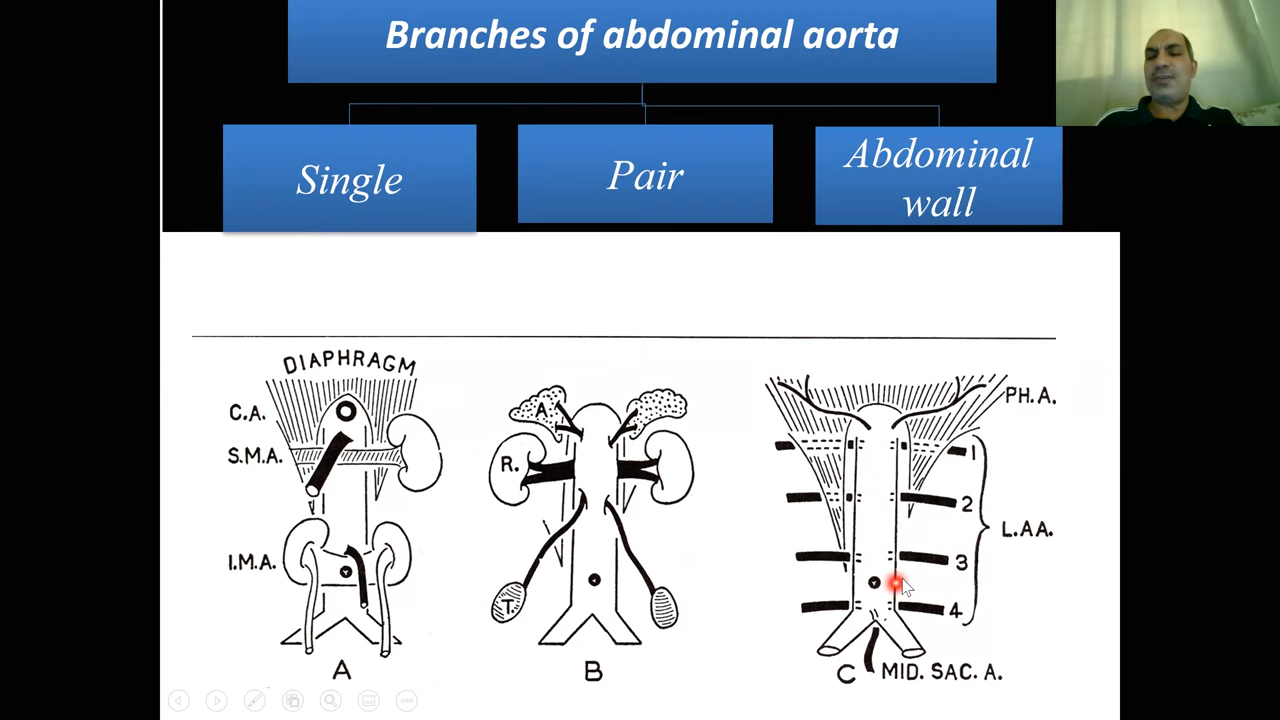 Branches of abdominal aorta
Single
Pair
Abdominal
wall
DIAPHRAGM
C.A.
S.M.A.
I.M.A.
A
A.
R.
T.
B
PH.A.
1
2
L.AA.
3
4
C
MID. SAC. A.